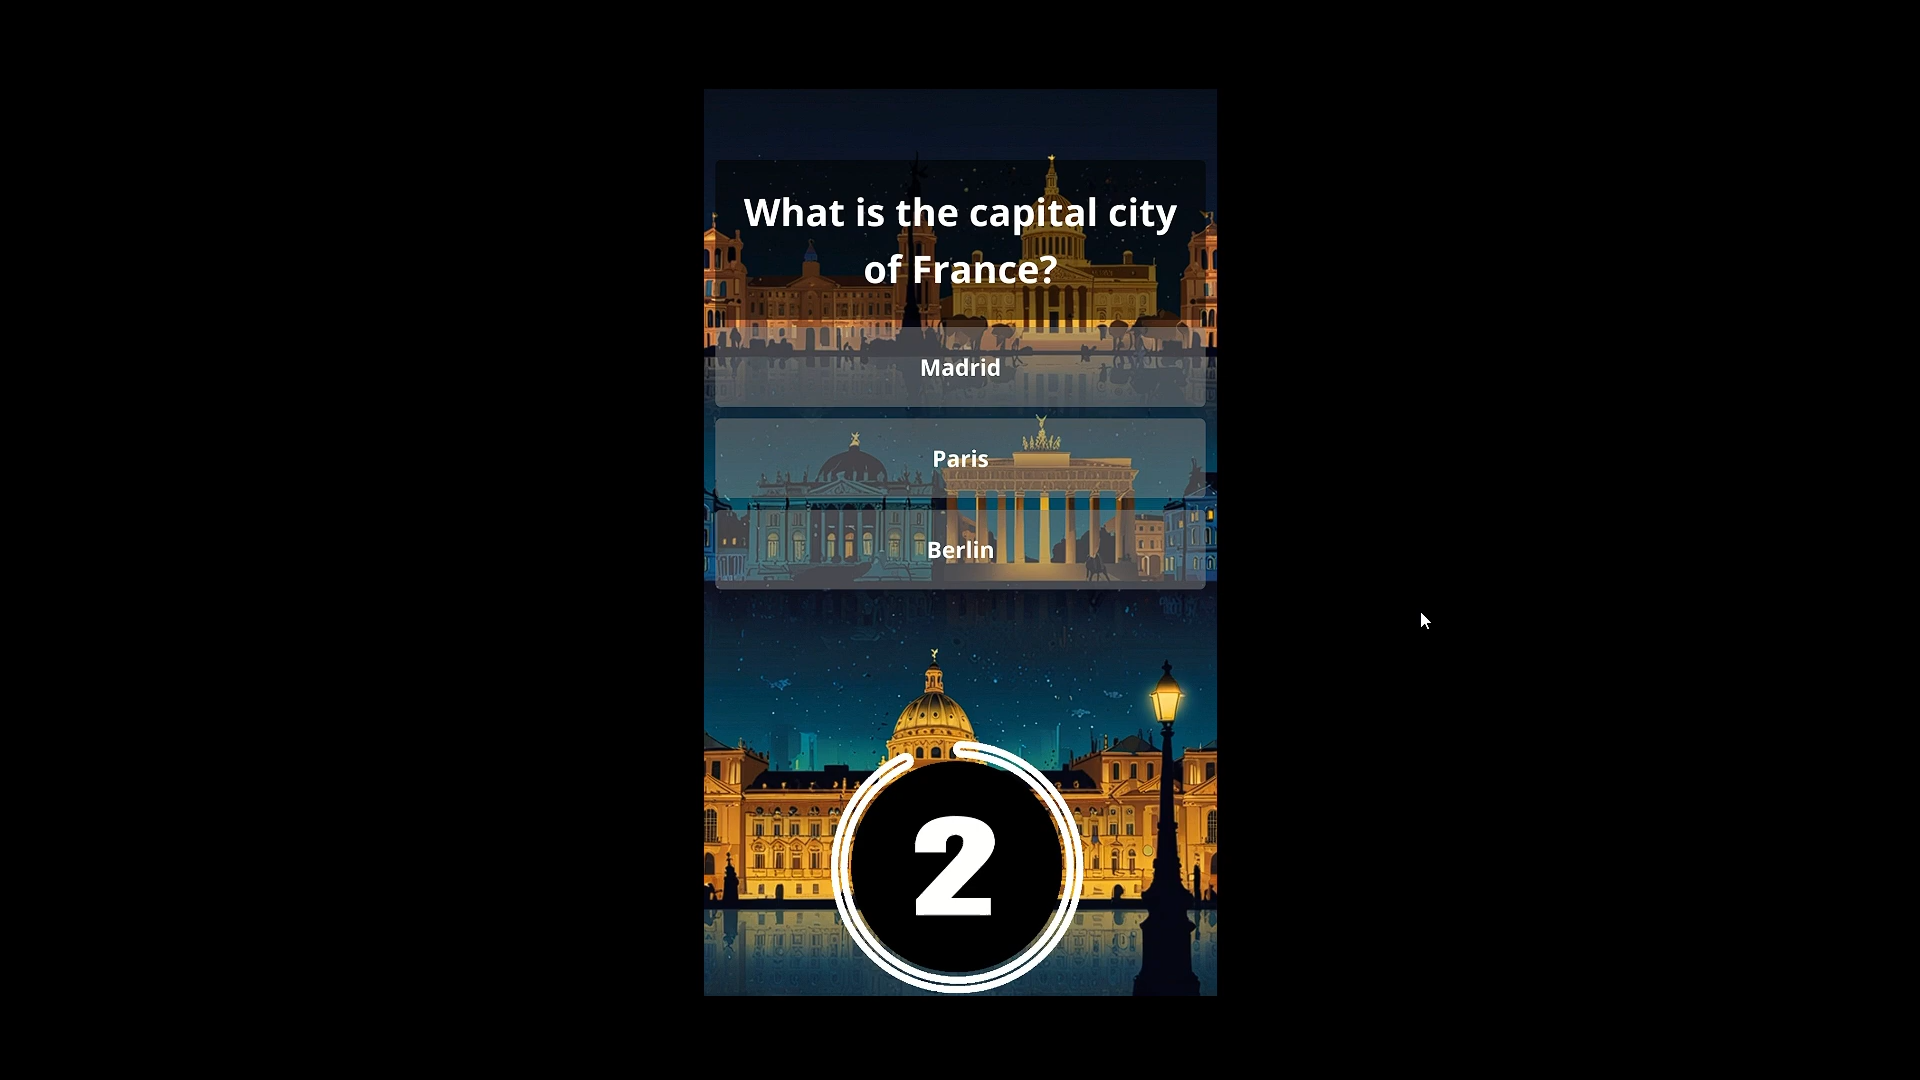 What is the capital city
of France?
Madrid
Paris
Berlin
2